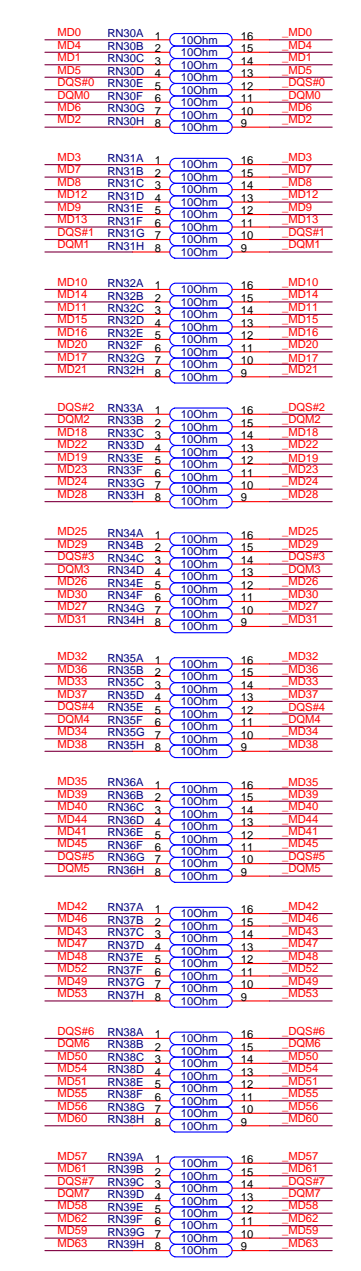 MD0 RN30A 1 10Ohm 16 _MD0
MD4 RN30B 2 10Ohm 15 _MD4
MD1 RN30C 3 10Ohm 14 _MD1
MD5 RN30D 4 10Ohm 13 _MD5
DQS#0 RN30E 5 10Ohm 12 _DQS#0
DQM0 RN30F 6 10Ohm 11 _DQM0
MD6 RN30G 7 10Ohm 10 _MD6
MD2 RN30H 8 10Ohm 9 _MD2
MD3 RN31A 1 10Ohm 16 _MD3
MD7 RN31B 2 10Ohm 15 _MD7
MD8 RN31C 3 10Ohm 14 _MD8
MD12 RN31D 4 10Ohm 13 _MD12
MD9 RN31E 5 10Ohm 12 _MD9
MD13 RN31F 6 10Ohm 11 _MD13
DQS#1 RN31G 7 10Ohm 10 _DQS#1
DQM1 RN31H 8 10Ohm 9 _DQM1
MD10 RN32A 1 10Ohm 16 _MD10
MD14 RN32B 2 10Ohm 15 _MD14
MD11 RN32C 3 10Ohm 14 _MD11
MD15 RN32D 4 10Ohm 13 _MD15
MD16 RN32E 5 10Ohm 12 _MD16
MD20 RN32F 6 10Ohm 11 _MD20
MD17 RN32G 7 10Ohm 10 _MD17
MD21 RN32H 8 10Ohm 9 _MD21
DQS#2 RN33A 1 10Ohm 16 _DQS#2
DQM2 RN33B 2 10Ohm 15 _DQM2
MD18 RN33C 3 10Ohm 14 _MD18
MD22 RN33D 4 10Ohm 13 _MD22
MD19 RN33E 5 10Ohm 12 _MD19
MD23 RN33F 6 10Ohm 11 _MD23
MD24 RN33G 7 10Ohm 10 _MD24
MD28 RN33H 8 10Ohm 9 _MD28
MD25 RN34A 1 10Ohm 16 _MD25
MD29 RN34B 2 10Ohm 15 _MD29
DQS#3 RN34C 3 10Ohm 14 _DQS#3
DQM3 RN34D 4 10Ohm 13 _DQM3
MD26 RN34E 5 10Ohm 12 _MD26
MD30 RN34F 6 10Ohm 11 _MD30
MD27 RN34G 7 10Ohm 10 _MD27
MD31 RN34H 8 10Ohm 9 _MD31
MD32 RN35A 1 10Ohm 16 _MD32
MD36 RN35B 2 10Ohm 15 _MD36
MD33 RN35C 3 10Ohm 14 _MD33
MD37 RN35D 4 10Ohm 13 _MD37
DQS#4 RN35E 5 10Ohm 12 _DQS#4
DQM4 RN35F 6 10Ohm 11 _DQM4
MD34 RN35G 7 10Ohm 10 _MD34
MD38 RN35H 8 10Ohm 9 _MD38
MD35 RN36A 1 10Ohm 16 _MD35
MD39 RN36B 2 10Ohm 15 _MD39
MD40 RN36C 3 10Ohm 14 _MD40
MD44 RN36D 4 10Ohm 13 _MD44
MD41 RN36E 5 10Ohm 12 _MD41
MD45 RN36F 6 10Ohm 11 _MD45
DQS#5 RN36G 7 10Ohm 10 _DQS#5
DQM5 RN36H 8 10Ohm 9 _DQM5
MD42 RN37A 1 10Ohm 16 _MD42
MD46 RN37B 2 10Ohm 15 _MD46
MD43 RN37C 3 10Ohm 14 _MD43
MD47 RN37D 4 10Ohm 13 _MD47
MD48 RN37E 5 10Ohm 12 _MD48
MD52 RN37F 6 10Ohm 11 _MD52
MD49 RN37G 7 10Ohm 10 _MD49
MD53 RN37H 8 10Ohm 9 _MD53
DQS#6 RN38A 1 10Ohm 16 _DQS#6
DQM6 RN38B 2 10Ohm 15 _DQM6
MD50 RN38C 3 10Ohm 14 _MD50
MD54 RN38D 4 10Ohm 13 _MD54
MD51 RN38E 5 10Ohm 12 _MD51
MD55 RN38F 6 10Ohm 11 _MD55
MD56 RN38G 7 10Ohm 10 _MD56
MD60 RN38H 8 10Ohm 9 _MD60
MD57 RN39A 1 10Ohm 16 _MD57
MD61 RN39B 2 10Ohm 15 _MD61
DQS#7 RN39C 3 10Ohm 14 _DQS#7
DQM7 RN39D 4 10Ohm 13 _DQM7
MD58 RN39E 5 10Ohm 12 _MD58
MD62 RN39F 6 10Ohm 11 _MD62
MD59 RN39G 7 10Ohm 10 _MD59
MD63 RN39H 8 10Ohm 9 _MD63